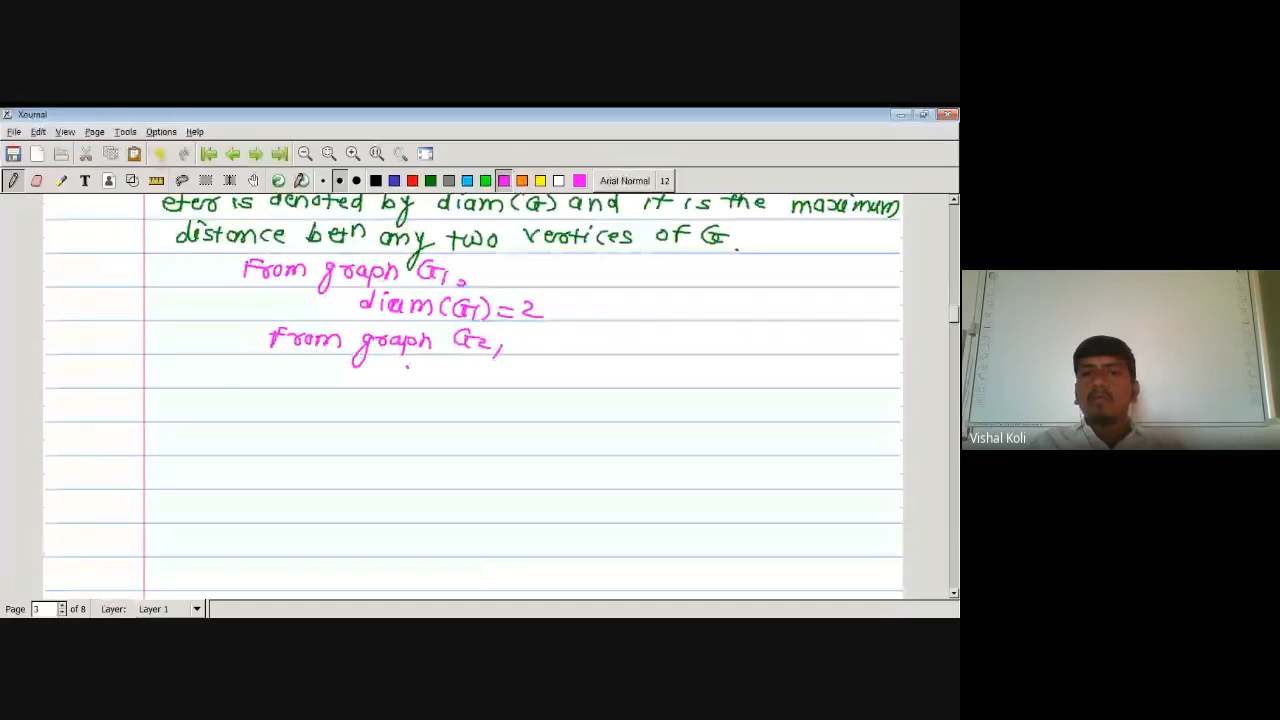 Xournal
File Edit View Page Tools Options Help
Arial Normal 12
eter is denoted by diam(G) and it is the maximum
distance betn any two vertices of G.
From graph G1,
diam(G1) = 2
From graph G2,
Vishal Koli
Page 3 of 8 Layer: Layer 1